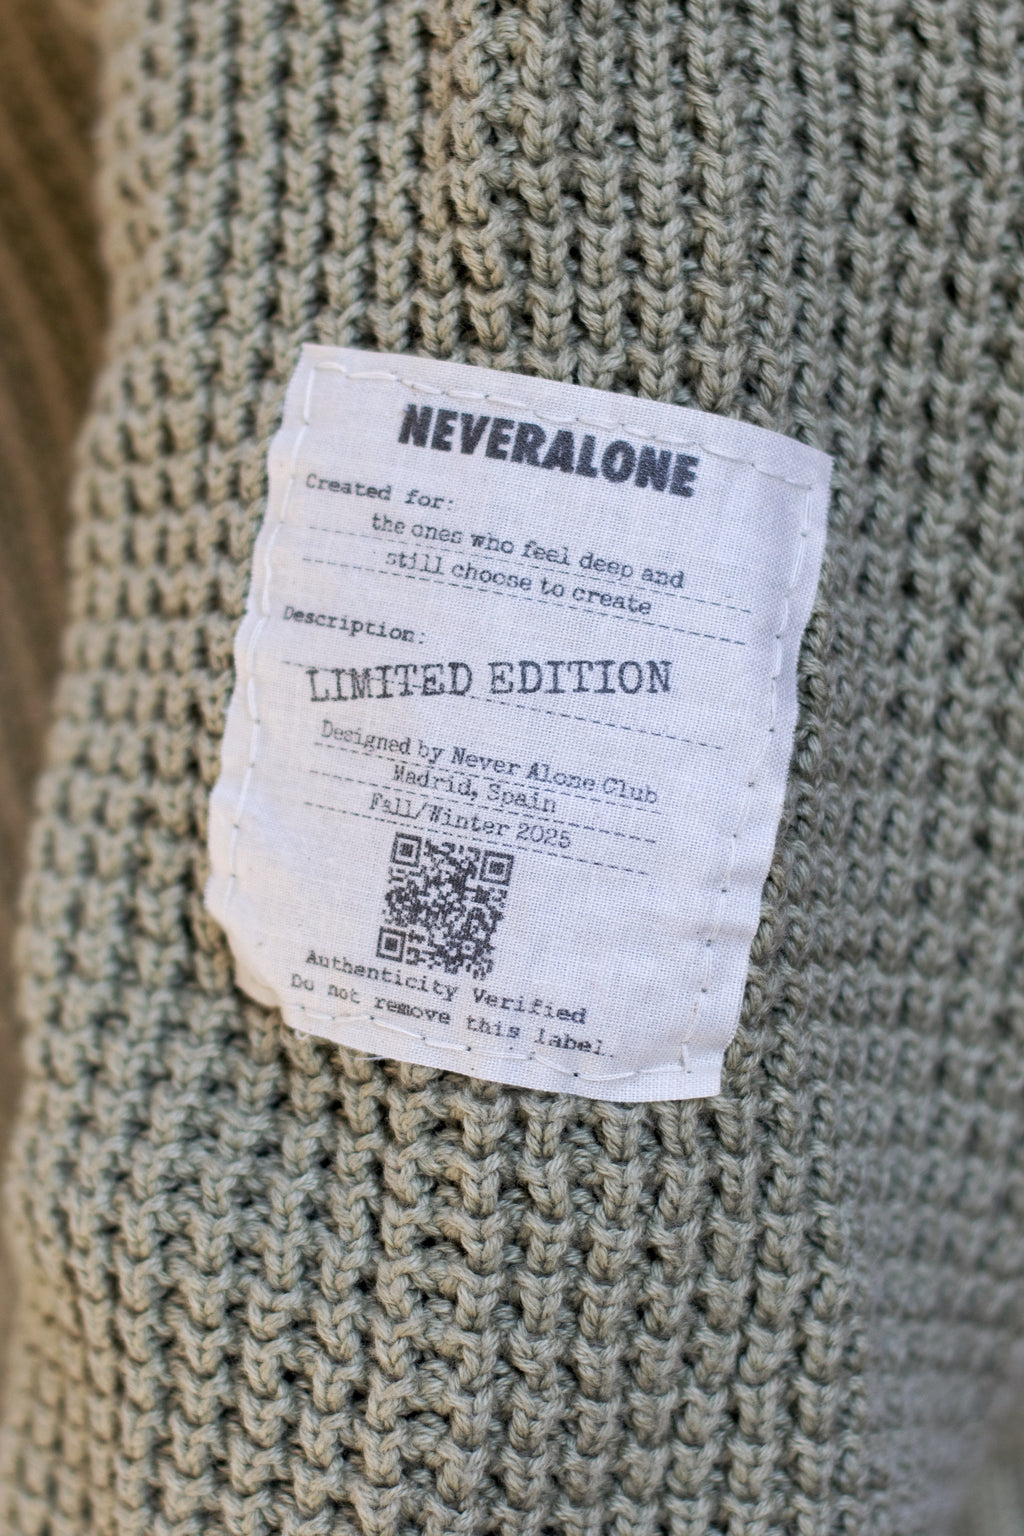 NEVERALONE
Created for:
the ones who feel deep and
still choose to create
Description:
LIMITED EDITION
Designed by Never Alone Club
Madrid, Spain
Fall/Winter 2025
Authenticity Verified
Do not remove this label.